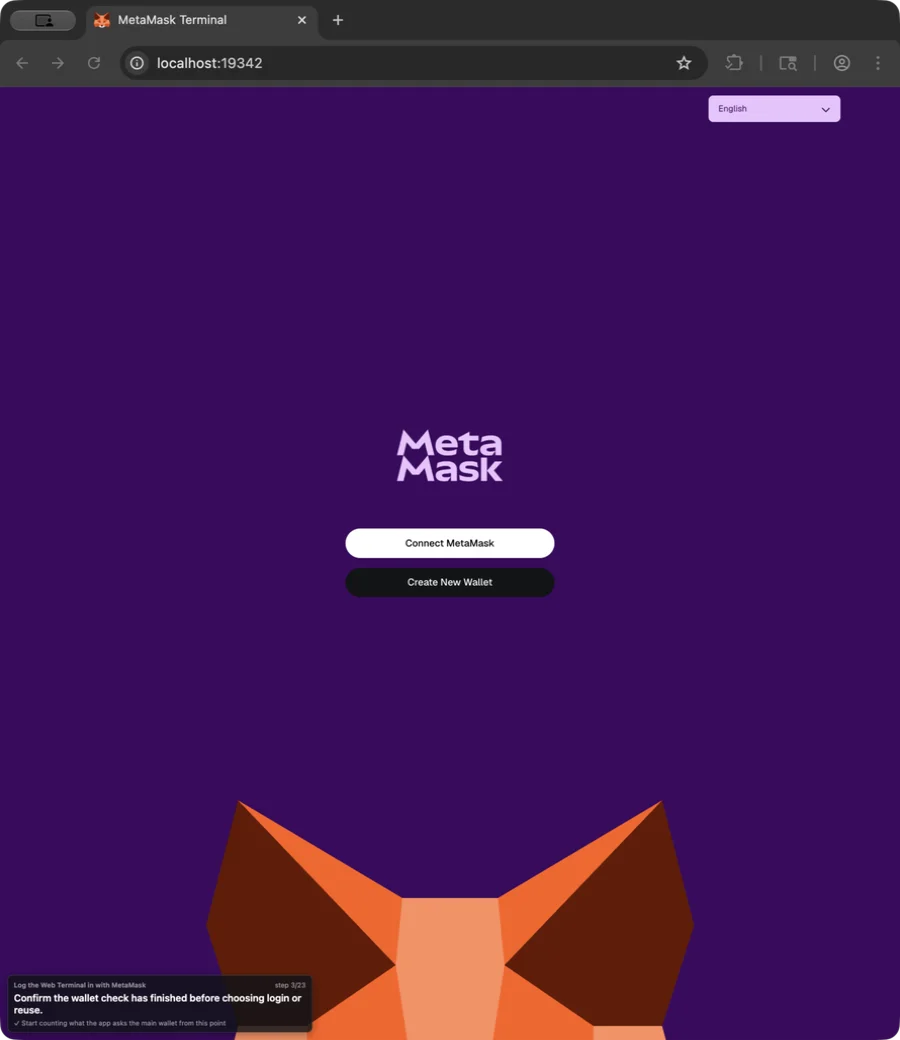 MetaMask Terminal
localhost:19342
English
Meta
Mask
Connect MetaMask
Create New Wallet
Log the Web Terminal in with MetaMask step 3/23
Confirm the wallet check has finished before choosing login or
reuse.
✓ Start counting what the app asks the main wallet from this point